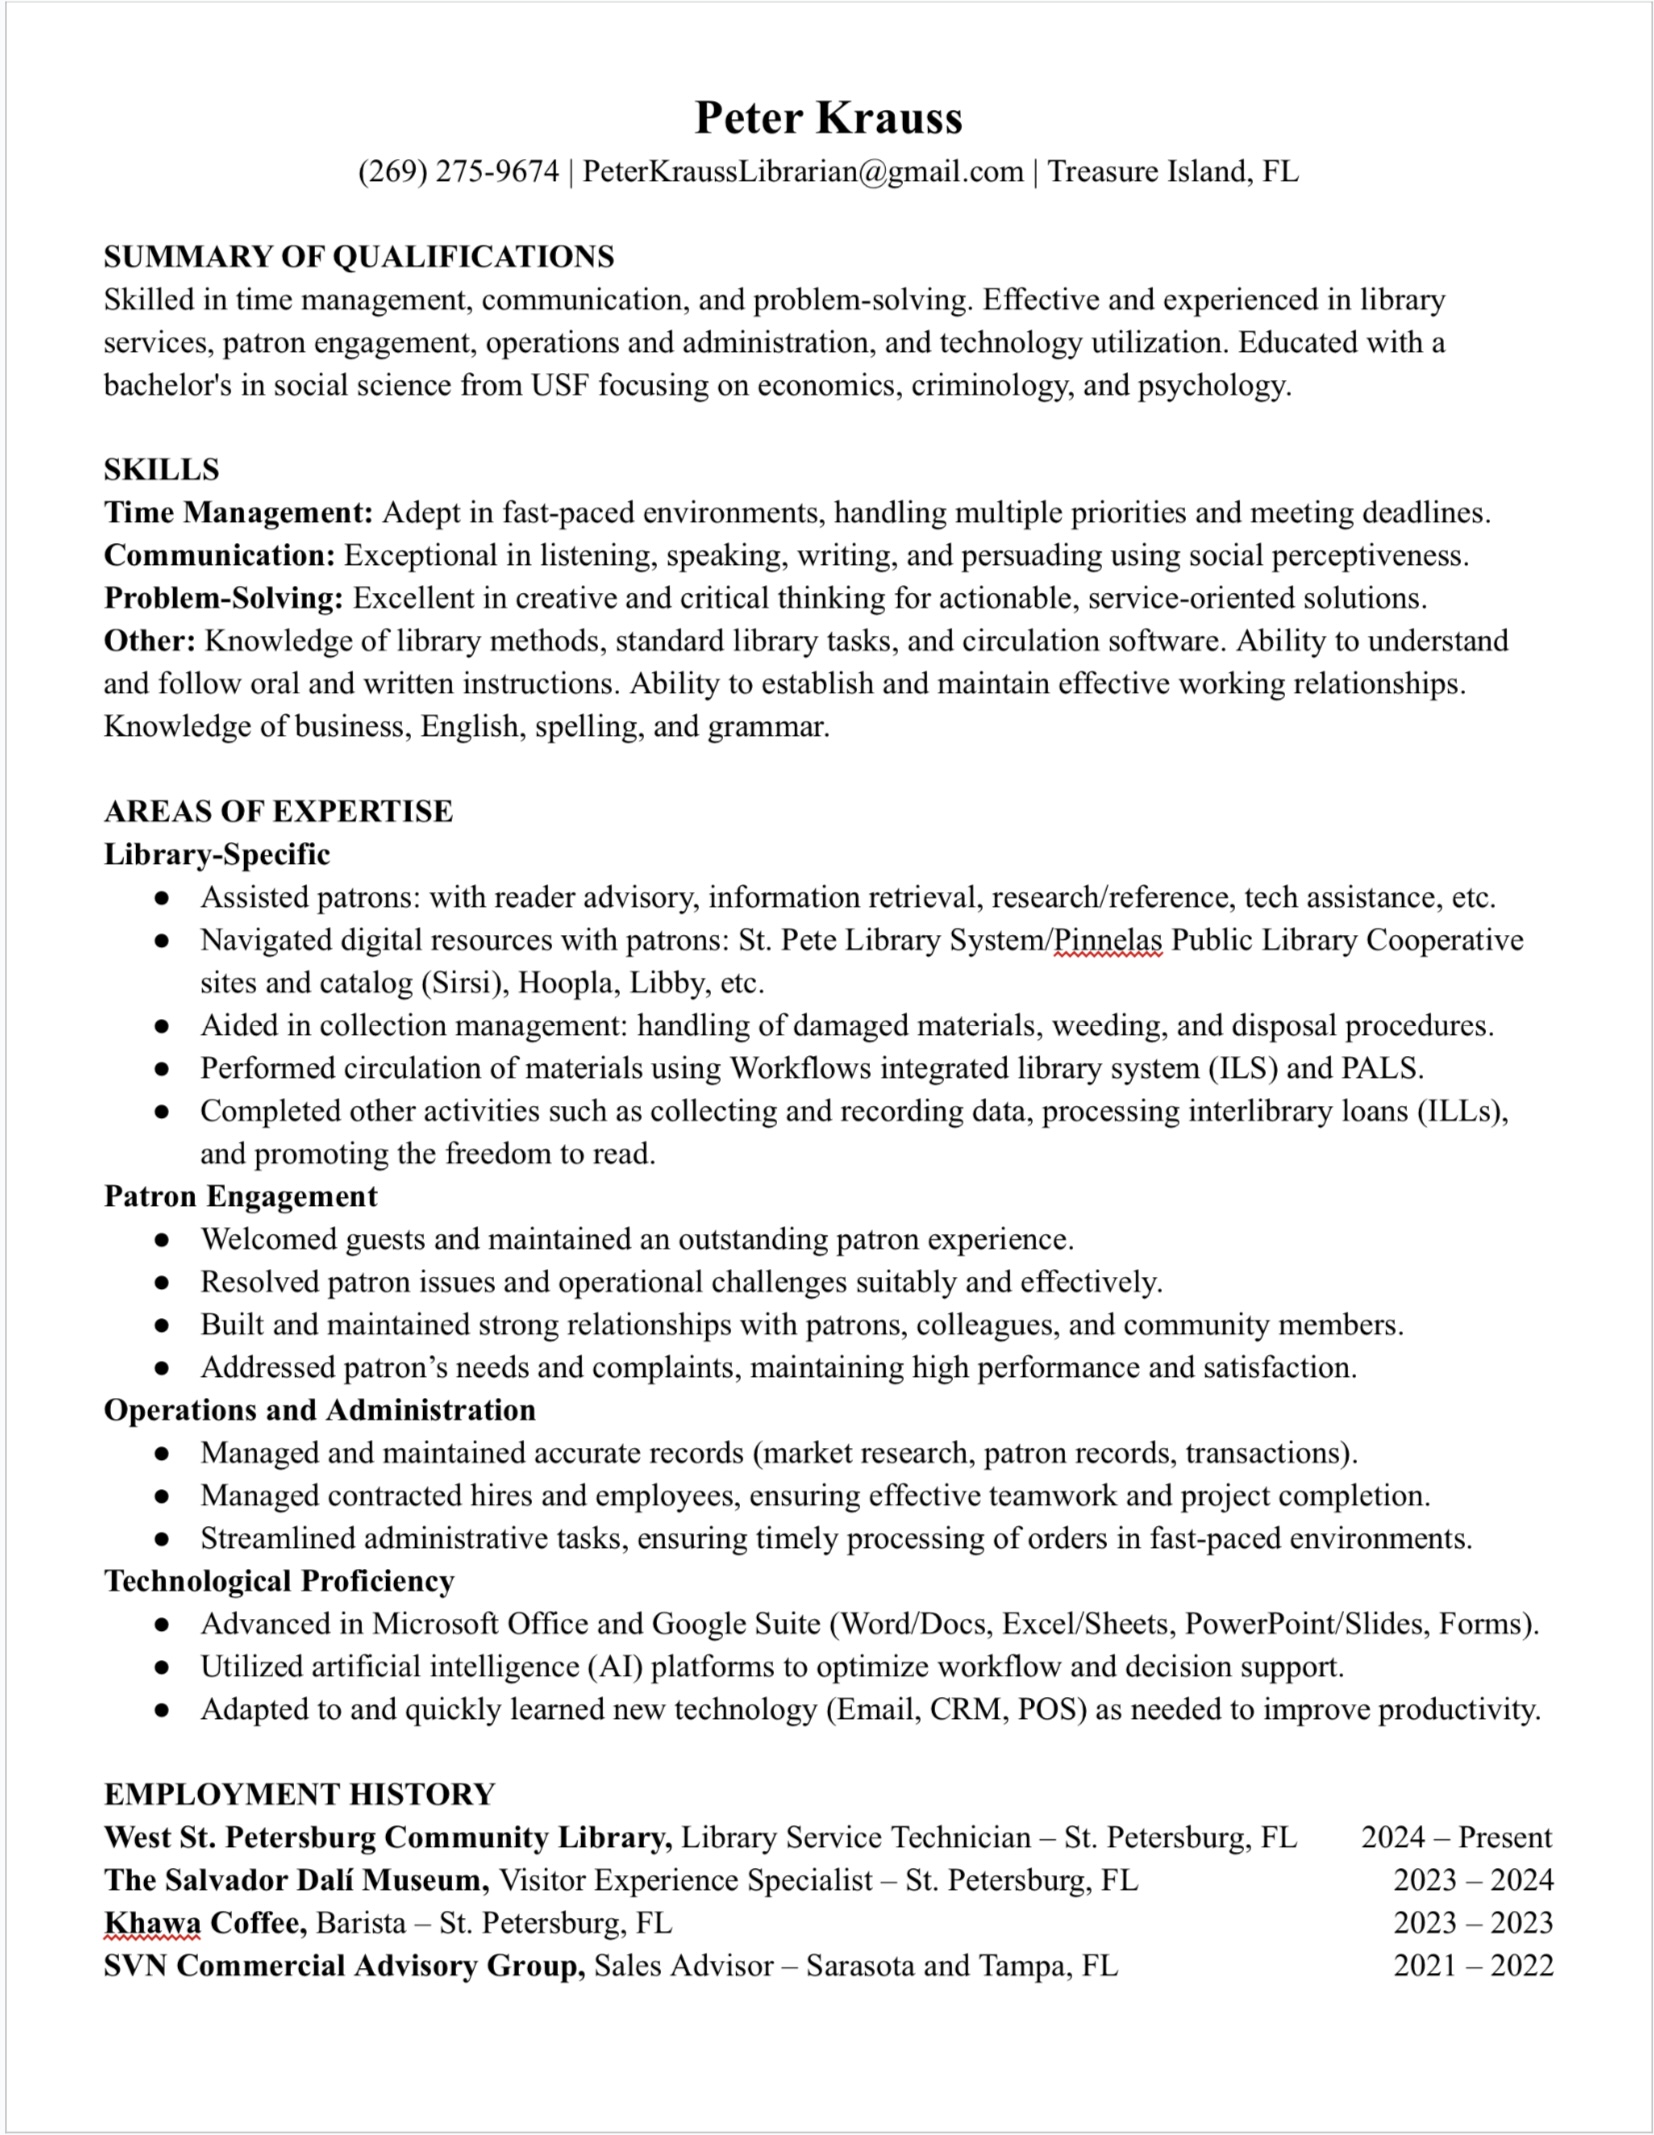 Peter Krauss
(269) 275-9674 | PeterKraussLibrarian@gmail.com | Treasure Island, FL
SUMMARY OF QUALIFICATIONS
Skilled in time management, communication, and problem-solving. Effective and experienced in library
services, patron engagement, operations and administration, and technology utilization. Educated with a
bachelor's in social science from USF focusing on economics, criminology, and psychology.
SKILLS
Time Management: Adept in fast-paced environments, handling multiple priorities and meeting deadlines.
Communication: Exceptional in listening, speaking, writing, and persuading using social perceptiveness.
Problem-Solving: Excellent in creative and critical thinking for actionable, service-oriented solutions.
Other: Knowledge of library methods, standard library tasks, and circulation software. Ability to understand
and follow oral and written instructions. Ability to establish and maintain effective working relationships.
Knowledge of business, English, spelling, and grammar.
AREAS OF EXPERTISE
Library-Specific
● Assisted patrons: with reader advisory, information retrieval, research/reference, tech assistance, etc.
● Navigated digital resources with patrons: St. Pete Library System/Pinnelas Public Library Cooperative
sites and catalog (Sirsi), Hoopla, Libby, etc.
● Aided in collection management: handling of damaged materials, weeding, and disposal procedures.
● Performed circulation of materials using Workflows integrated library system (ILS) and PALS.
● Completed other activities such as collecting and recording data, processing interlibrary loans (ILLs),
and promoting the freedom to read.
Patron Engagement
● Welcomed guests and maintained an outstanding patron experience.
● Resolved patron issues and operational challenges suitably and effectively.
● Built and maintained strong relationships with patrons, colleagues, and community members.
● Addressed patron’s needs and complaints, maintaining high performance and satisfaction.
Operations and Administration
● Managed and maintained accurate records (market research, patron records, transactions).
● Managed contracted hires and employees, ensuring effective teamwork and project completion.
● Streamlined administrative tasks, ensuring timely processing of orders in fast-paced environments.
Technological Proficiency
● Advanced in Microsoft Office and Google Suite (Word/Docs, Excel/Sheets, PowerPoint/Slides, Forms).
● Utilized artificial intelligence (AI) platforms to optimize workflow and decision support.
● Adapted to and quickly learned new technology (Email, CRM, POS) as needed to improve productivity.
EMPLOYMENT HISTORY
West St. Petersburg Community Library, Library Service Technician – St. Petersburg, FL 2024 – Present
The Salvador Dalí Museum, Visitor Experience Specialist – St. Petersburg, FL 2023 – 2024
Khawa Coffee, Barista – St. Petersburg, FL 2023 – 2023
SVN Commercial Advisory Group, Sales Advisor – Sarasota and Tampa, FL 2021 – 2022